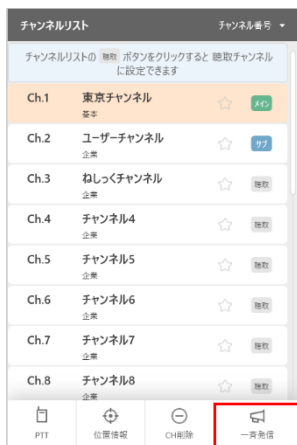 チャンネルリスト チャンネル番号
チャンネルリストの 聴取 ボタンをクリックすると 聴取チャンネル
に設定できます
Ch.1 東京チャンネル メイン
基本
Ch.2 ユーザーチャンネル サブ
企業
Ch.3 ねしっくチャンネル 聴取
企業
Ch.4 チャンネル4 聴取
企業
Ch.5 チャンネル5 聴取
企業
Ch.6 チャンネル6 聴取
企業
Ch.7 チャンネル7 聴取
企業
Ch.8 チャンネル8 聴取
企業
PTT 位置情報 CH削除 一斉発信